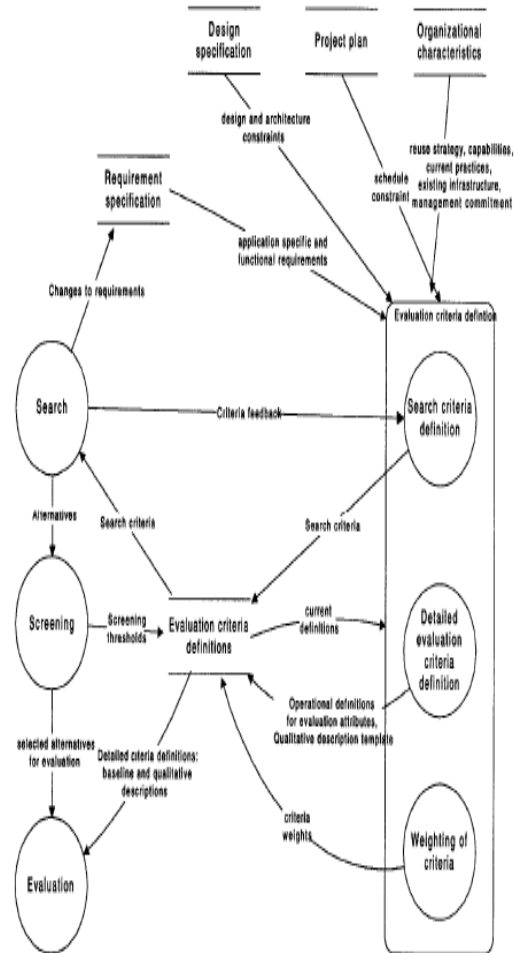 Design
specification
Project plan
Organizational
characteristics
design and architecture
constraints
reuse strategy, capabilities,
current practices,
existing infrastructure,
management commitment
schedule
constraint
Requirement
specification
application specific and
functional requirements
Changes to requirements
Evaluation criteria defintion
Search
Criteria feedback
Search criteria
definition
Alternatives
Search criteria
Search criteria
Screening
Screening
thresholds
Evaluation criteria
definitions
current
definitions
Detailed
evaluation
criteria
definition
Operational definitions
for evaluation attributes,
Qualitative description template
selected alternatives
for evaluation
Detailed criteria definitions:
baseline and qualitative
descriptions
criteria
weights
Weighting of
criteria
Evaluation